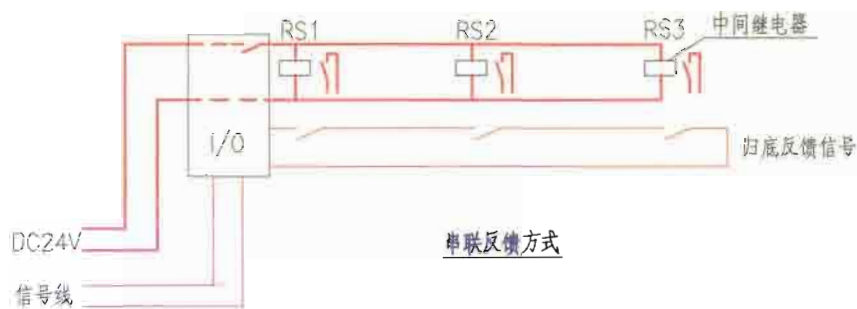 RS1 RS2 RS3 中间继电器
I/O
归底反馈信号
DC24V
串联反馈方式
信号线